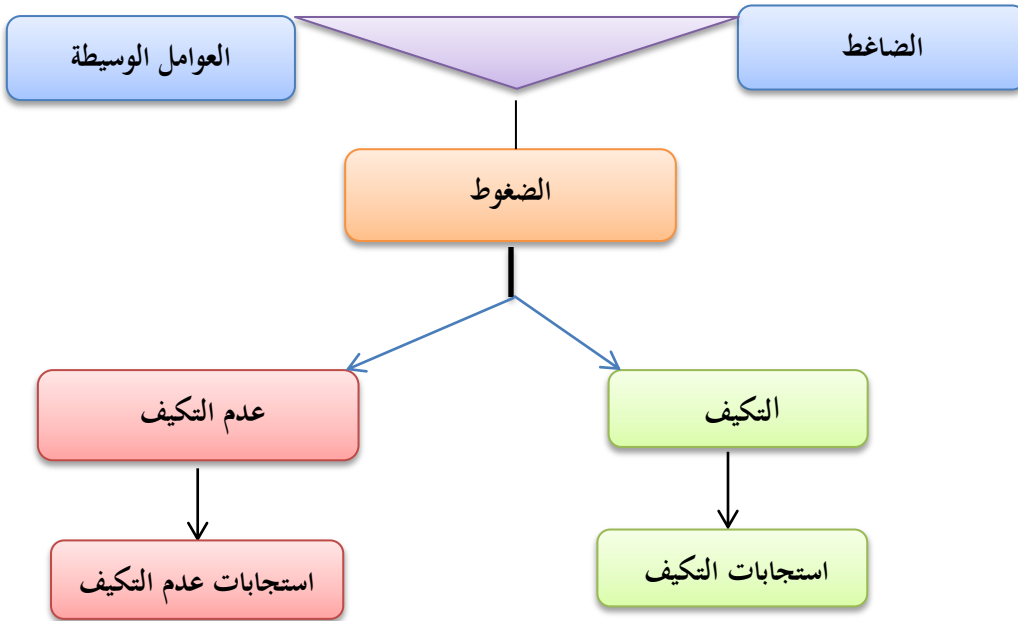 الضاغط
العوامل الوسيطة
الضغوط
التكيف
عدم التكيف
استجابات التكيف
استجابات عدم التكيف